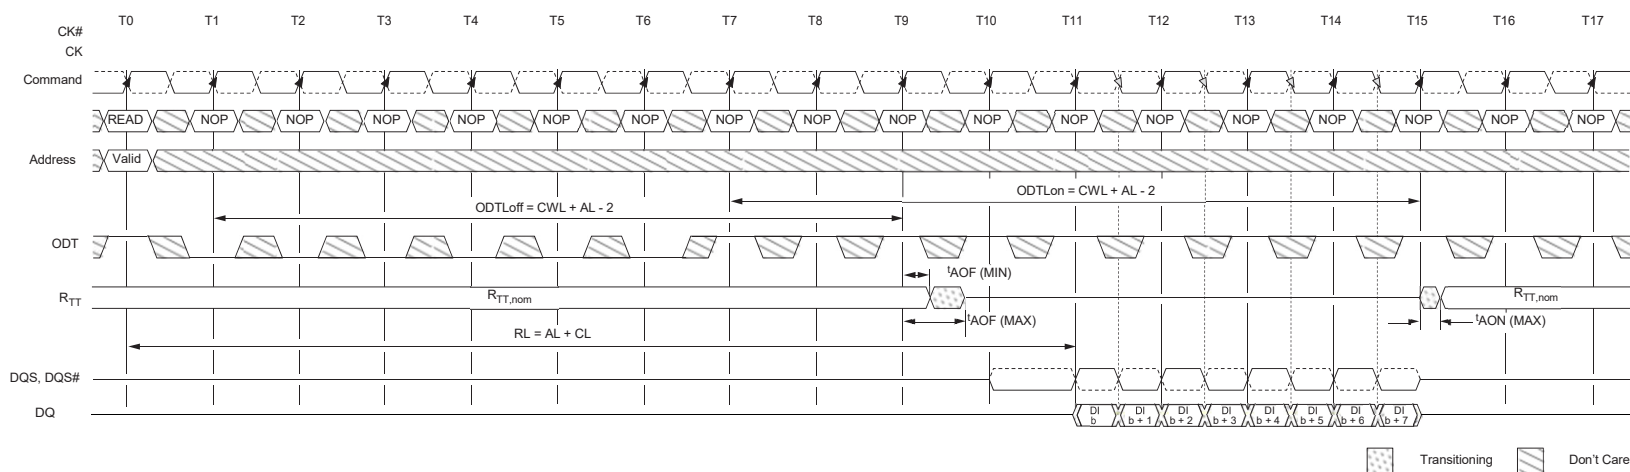 T0 T1 T2 T3 T4 T5 T6 T7 T8 T9 T10 T11 T12 T13 T14 T15 T16 T17
CK#
CK
Command
READ NOP NOP NOP NOP NOP NOP NOP NOP NOP NOP NOP NOP NOP NOP NOP NOP NOP
Address Valid
ODTLon = CWL + AL - 2
ODTLoff = CWL + AL - 2
ODT
tAOF (MIN)
RTT RTT,nom RTT,nom
tAOF (MAX) tAON (MAX)
RL = AL + CL
DQS, DQS#
DQ DI b DI b + 1 DI b + 2 DI b + 3 DI b + 4 DI b + 5 DI b + 6 DI b + 7
Transitioning Don't Care